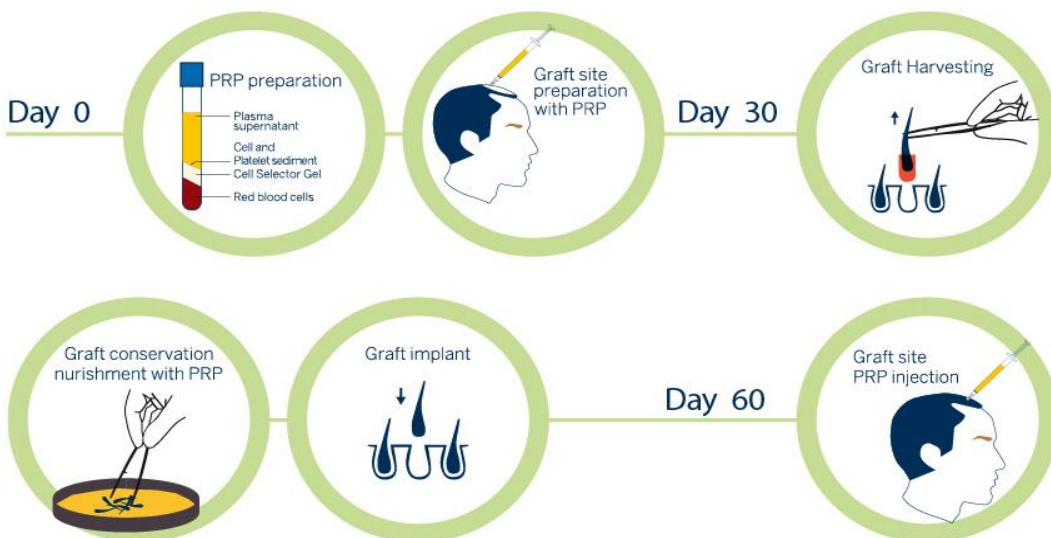 Day 0
PRP preparation
Plasma
supernatant
Cell and
Platelet sediment
Cell Selector Gel
Red blood cells
Graft site
preparation
with PRP
Day 30
Graft Harvesting
Graft conservation
nurishment with PRP
Graft implant
Day 60
Graft site
PRP injection